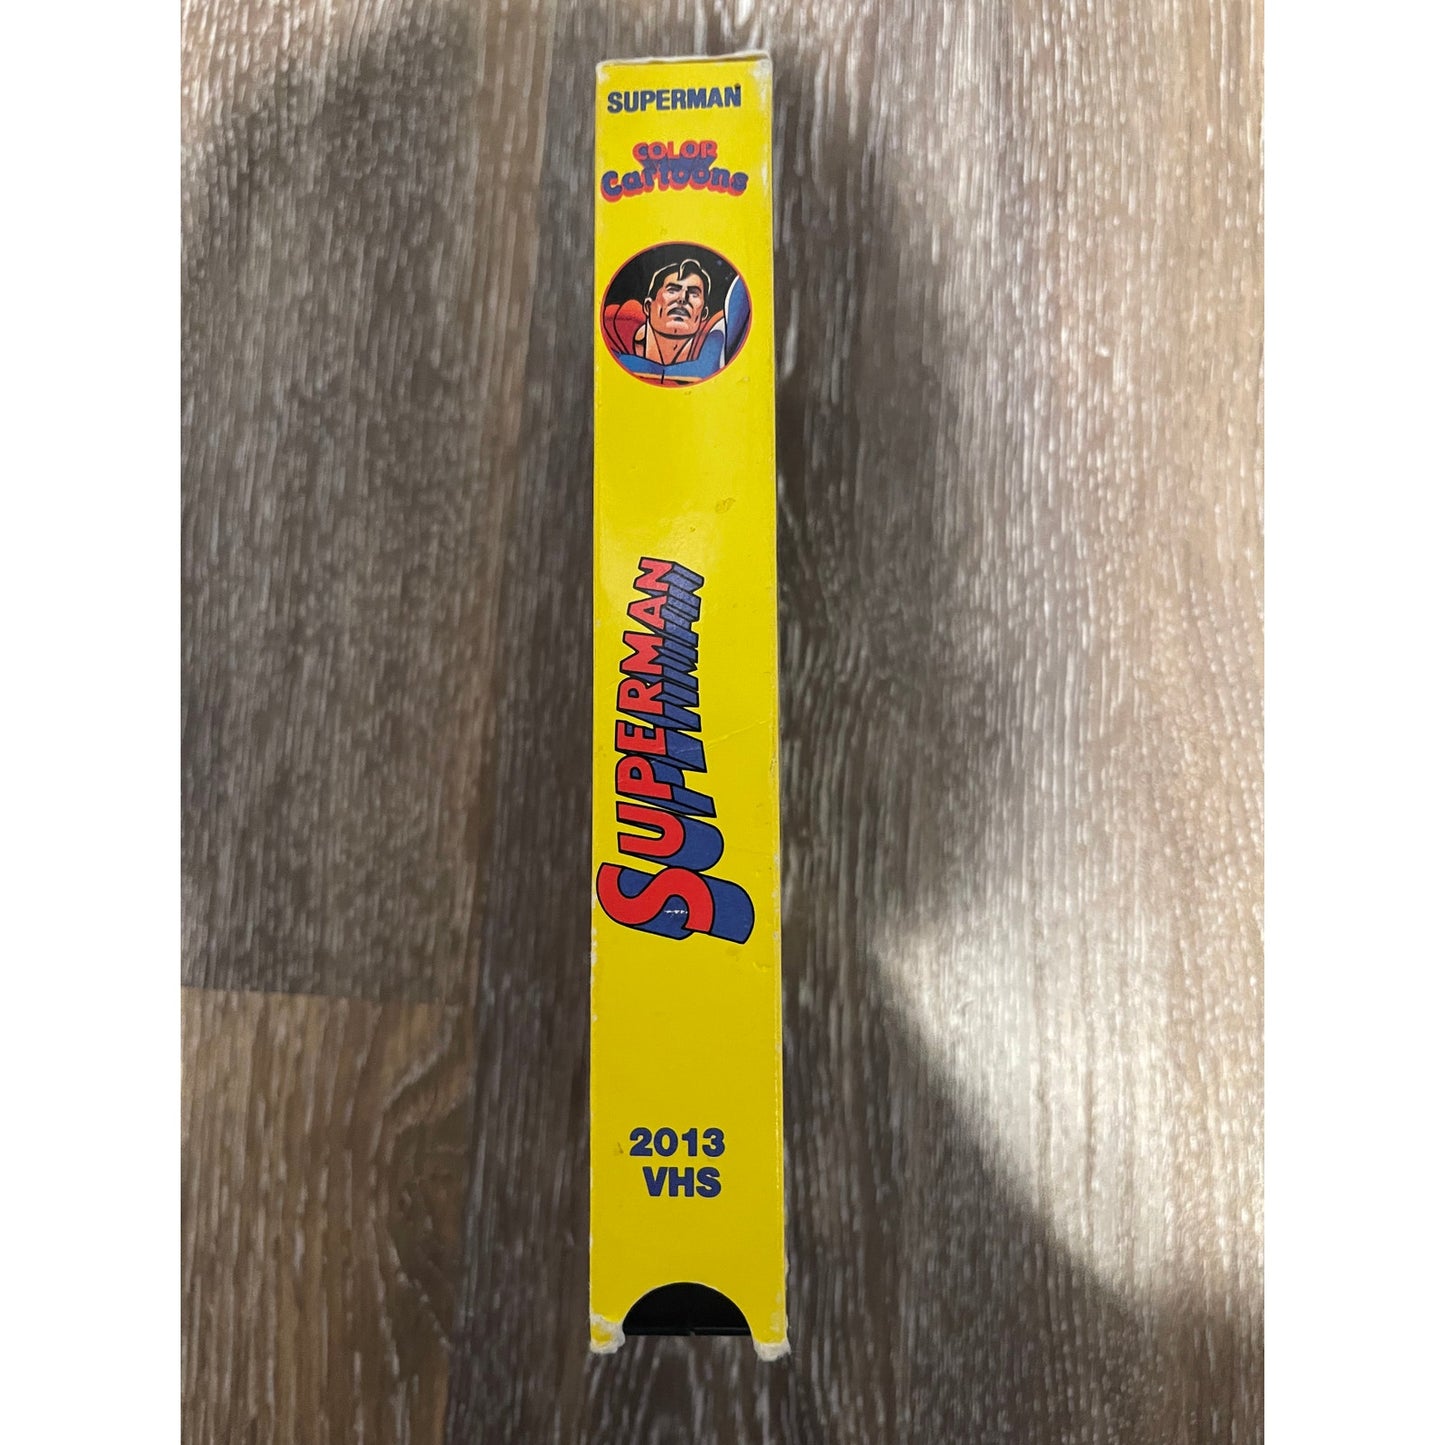 SUPERMAN
COLOR
Cartoons
SUPERMAN
2013
VHS